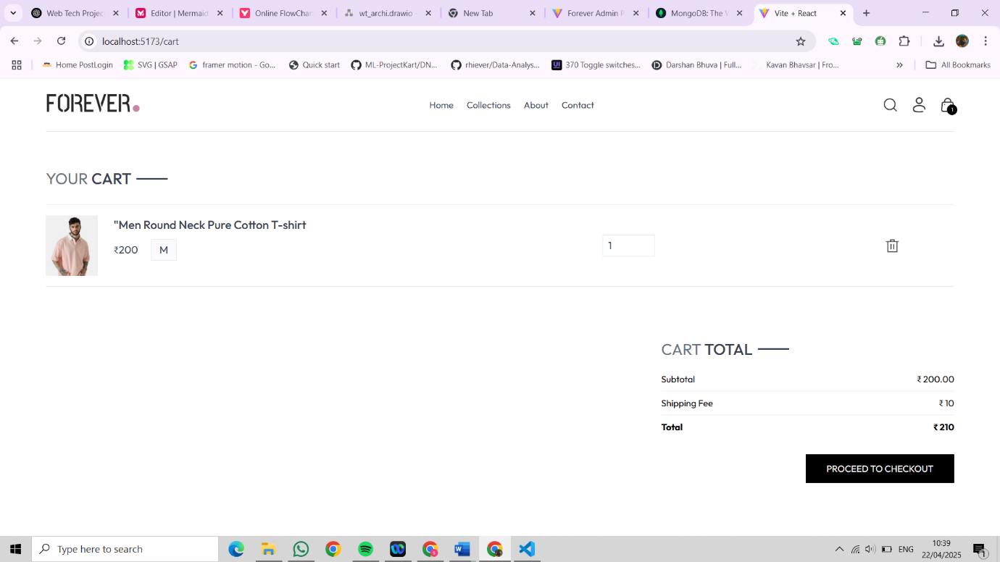 Web Tech Projec
Editor | Mermaid
Online FlowChar
wt_archi.drawio -
New Tab
Forever Admin P
MongoDB: The W
Vite + React
localhost:5173/cart
Home PostLogin
SVG | GSAP
framer motion - Go...
Quick start
ML-ProjectKart/DN...
rhiever/Data-Analys...
UI
370 Toggle switches...
Darshan Bhuva | Full...
Kavan Bhavsar | Fro...
All Bookmarks
FOREVER.
Home
Collections
About
Contact
1
YOUR CART
"Men Round Neck Pure Cotton T-shirt
₹200
M
1
CART TOTAL
Subtotal
₹ 200.00
Shipping Fee
₹ 10
Total
₹ 210
PROCEED TO CHECKOUT
Type here to search
ENG
10:39
22/04/2025
1